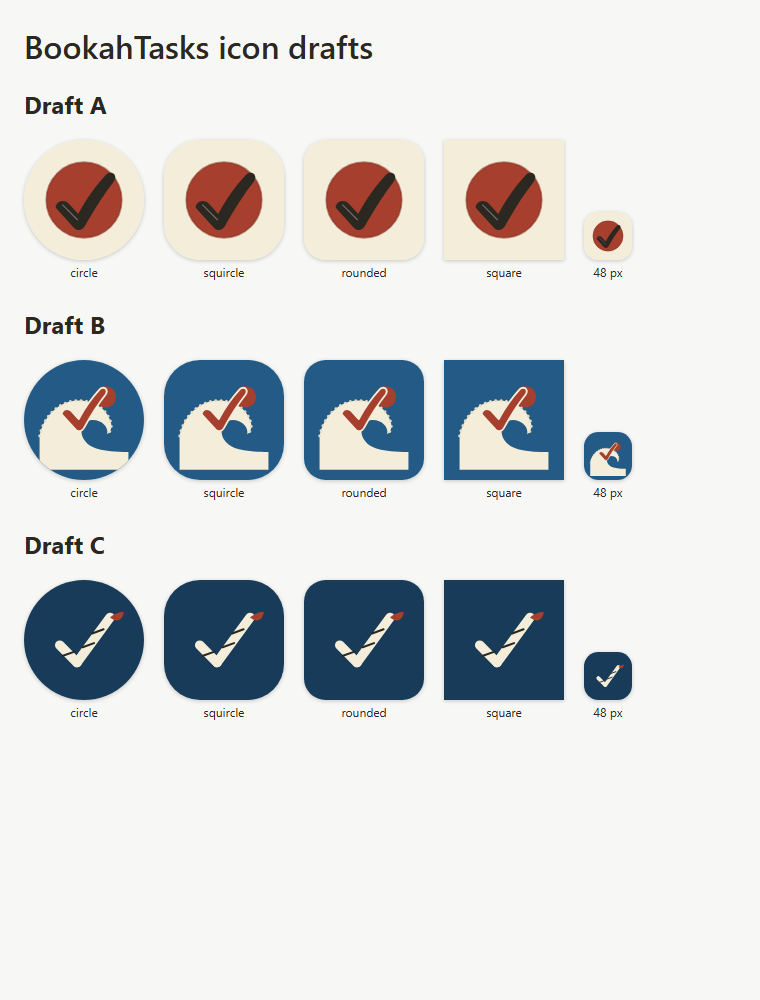 BookahTasks icon drafts
Draft A
circle squircle rounded square 48 px
Draft B
circle squircle rounded square 48 px
Draft C
circle squircle rounded square 48 px